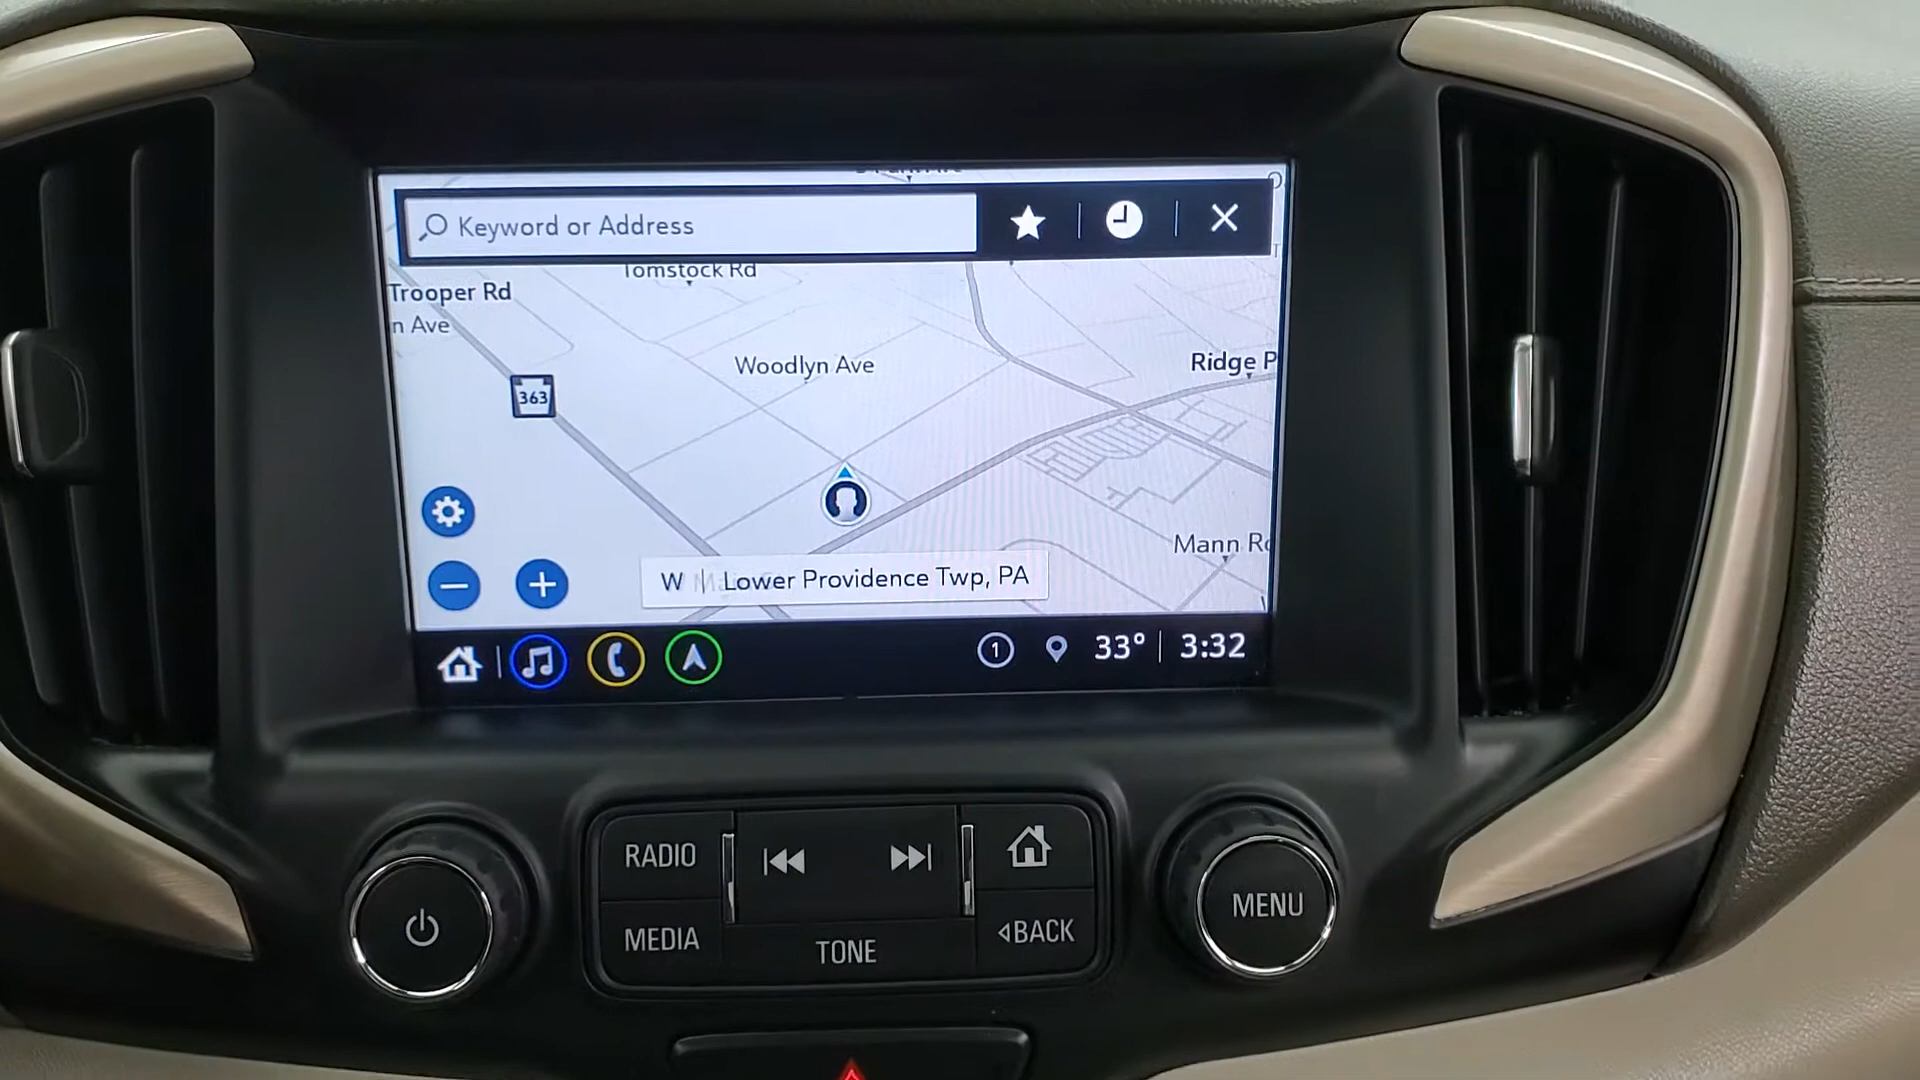 Keyword or Address
Tomstock Rd
Trooper Rd
n Ave
Woodlyn Ave
Ridge P
363
Mann Rd
W | Lower Providence Twp, PA
1
33° | 3:32
RADIO
MEDIA
TONE
BACK
MENU